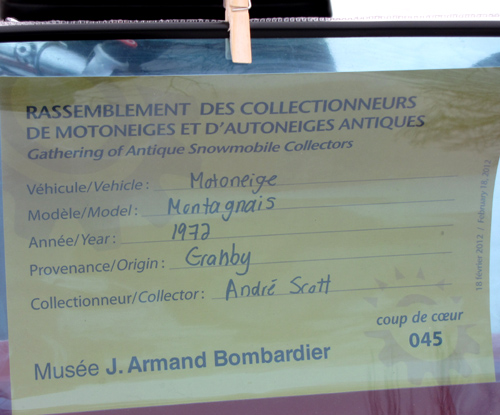 RASSEMBLEMENT DES COLLECTIONNEURS
DE MOTONEIGES ET D'AUTONEIGES ANTIQUES
Gathering of Antique Snowmobile Collectors
Véhicule/Vehicle : Motoneige
Modèle/Model : Montagnais
Année/Year : 1972
Provenance/Origin : Granby
Collectionneur/Collector : André Scott
18 février 2012 / February 18, 2012
coup de cœur
045
Musée J. Armand Bombardier